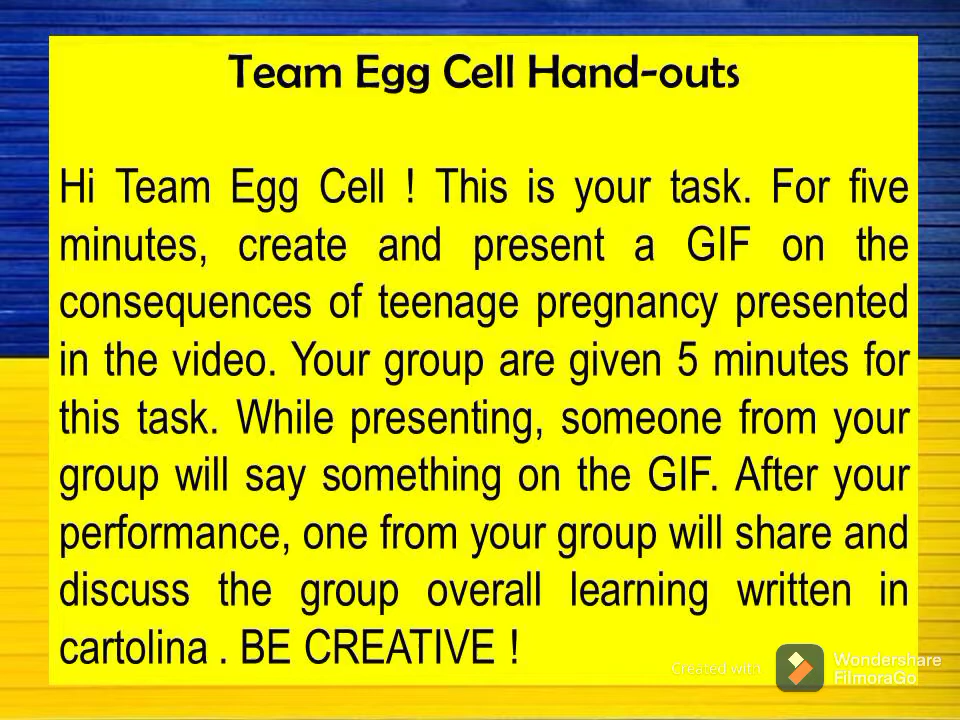 Team Egg Cell Hand-outs
Hi Team Egg Cell ! This is your task. For five
minutes, create and present a GIF on the
consequences of teenage pregnancy presented
in the video. Your group are given 5 minutes for
this task. While presenting, someone from your
group will say something on the GIF. After your
performance, one from your group will share and
discuss the group overall learning written in
cartolina . BE CREATIVE !
Created with
Wondershare
FilmoraGo